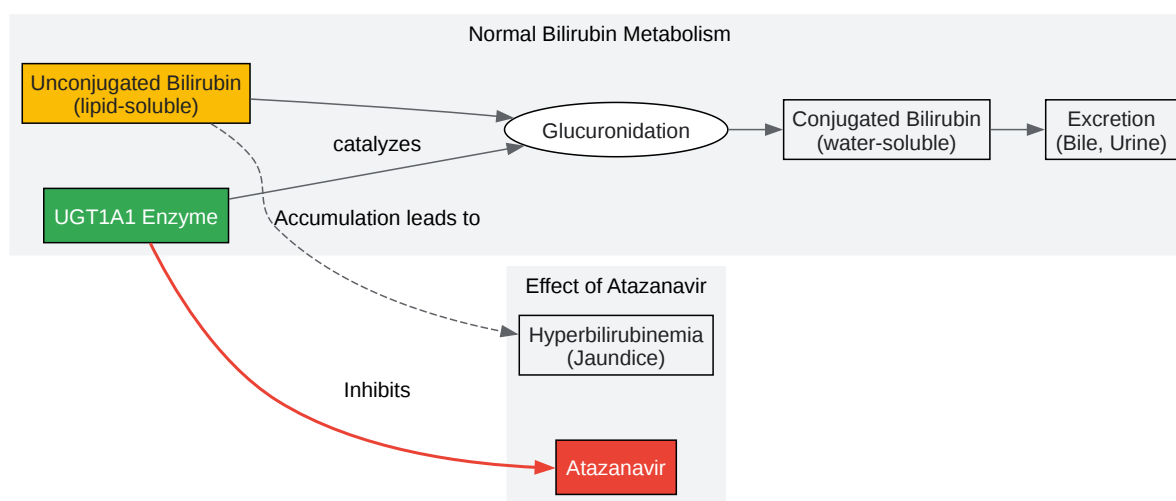 Normal Bilirubin Metabolism
Unconjugated Bilirubin
(lipid-soluble)
catalyzes
Glucuronidation
Conjugated Bilirubin
(water-soluble)
Excretion
(Bile, Urine)
UGT1A1 Enzyme
Accumulation leads to
Effect of Atazanavir
Hyperbilirubinemia
(Jaundice)
Inhibits
Atazanavir